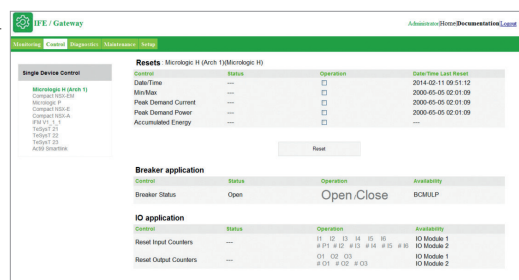 IFE / Gateway
Administrator|Home|Documentation|Logout
Monitoring Control Diagnostics Maintenance Setup
Single Device Control
Micrologic H (Arch 1)
Compact NSX-EM
Micrologic P
Compact NSX-E
Compact NSX-A
IFM V1_1_1
TeSysT 21
TeSysT 22
TeSysT 23
Acti9 Smartlink
Resets : Micrologic H (Arch 1)(Micrologic H)
Control Status Operation Date/Time Last Reset
Date/Time --- 2014-02-11 09:51:12
Min/Max --- 2000-65-05 02:01:09
Peak Demand Current --- 2000-65-05 02:01:09
Peak Demand Power --- 2000-65-05 02:01:09
Accumulated Energy --- ---
Reset
Breaker application
Control Status Operation Availability
Breaker Status Open Open /Close BCMULP
IO application
Control Status Operation Availability
Reset Input Counters --- I1 I2 I3 I4 I5 I6 IO Module 1
# P1 # I2 # I3 # I4 # I5 # I6 IO Module 2
Reset Output Counters --- O1 O2 O3 IO Module 1
# O1 # O2 # O3 IO Module 2